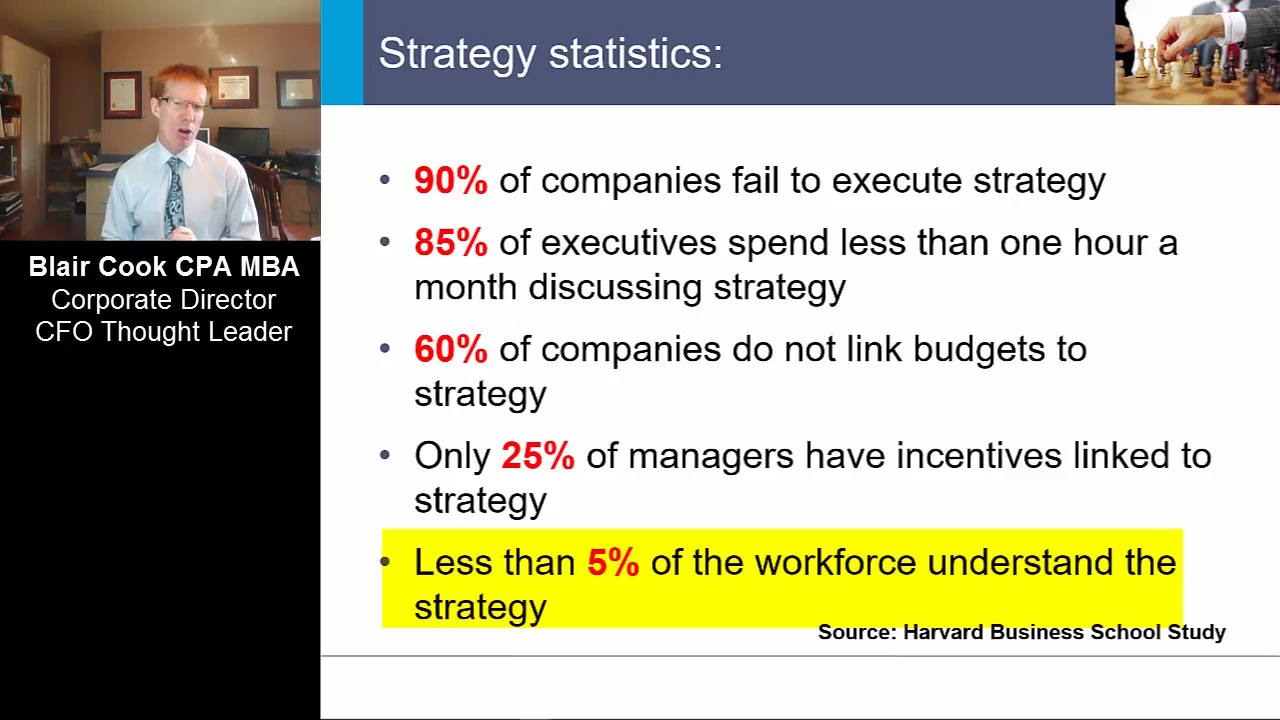 Strategy statistics:
• 90% of companies fail to execute strategy
• 85% of executives spend less than one hour a
month discussing strategy
• 60% of companies do not link budgets to
strategy
• Only 25% of managers have incentives linked to
strategy
• Less than 5% of the workforce understand the
strategy
Source: Harvard Business School Study
Blair Cook CPA MBA
Corporate Director
CFO Thought Leader